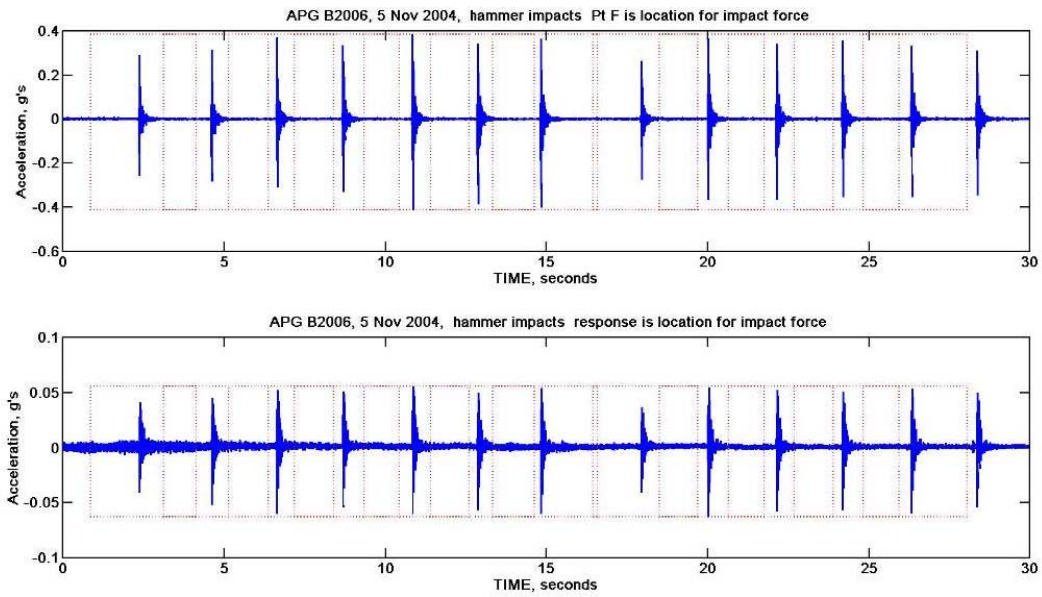 APG B2006, 5 Nov 2004, hammer impacts Pt F is location for impact force
Acceleration, g's
0.4
0.2
0
-0.2
-0.4
-0.6
0 5 10 15 20 25 30
TIME, seconds
APG B2006, 5 Nov 2004, hammer impacts response is location for impact force
Acceleration, g's
0.1
0.05
0
-0.05
-0.1
0 5 10 15 20 25 30
TIME, seconds